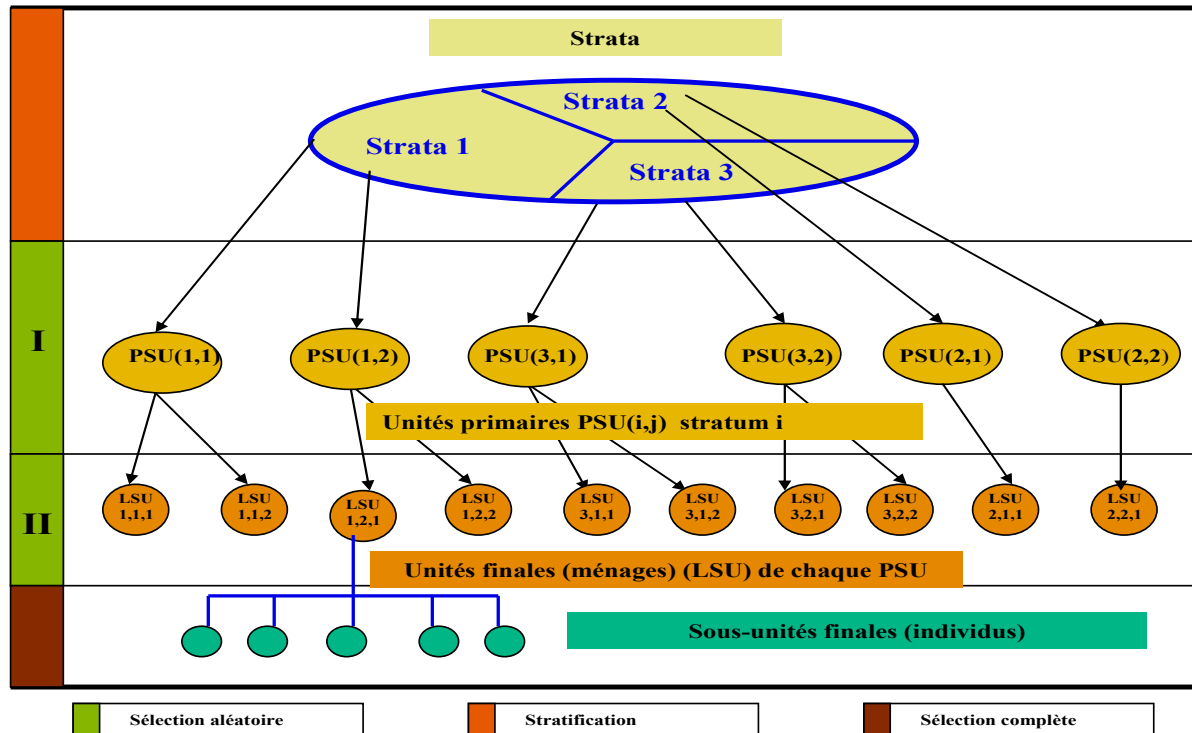 Strata
Strata 2
Strata 1
Strata 3
I
PSU(1,1)
PSU(1,2)
PSU(3,1)
PSU(3,2)
PSU(2,1)
PSU(2,2)
Unités primaires PSU(i,j) stratum i
II
LSU
1,1,1
LSU
1,1,2
LSU
1,2,1
LSU
1,2,2
LSU
3,1,1
LSU
3,1,2
LSU
3,2,1
LSU
3,2,2
LSU
2,1,1
LSU
2,2,1
Unités finales (ménages) (LSU) de chaque PSU
Sous-unités finales (individus)
Sélection aléatoire
Stratification
Sélection complète